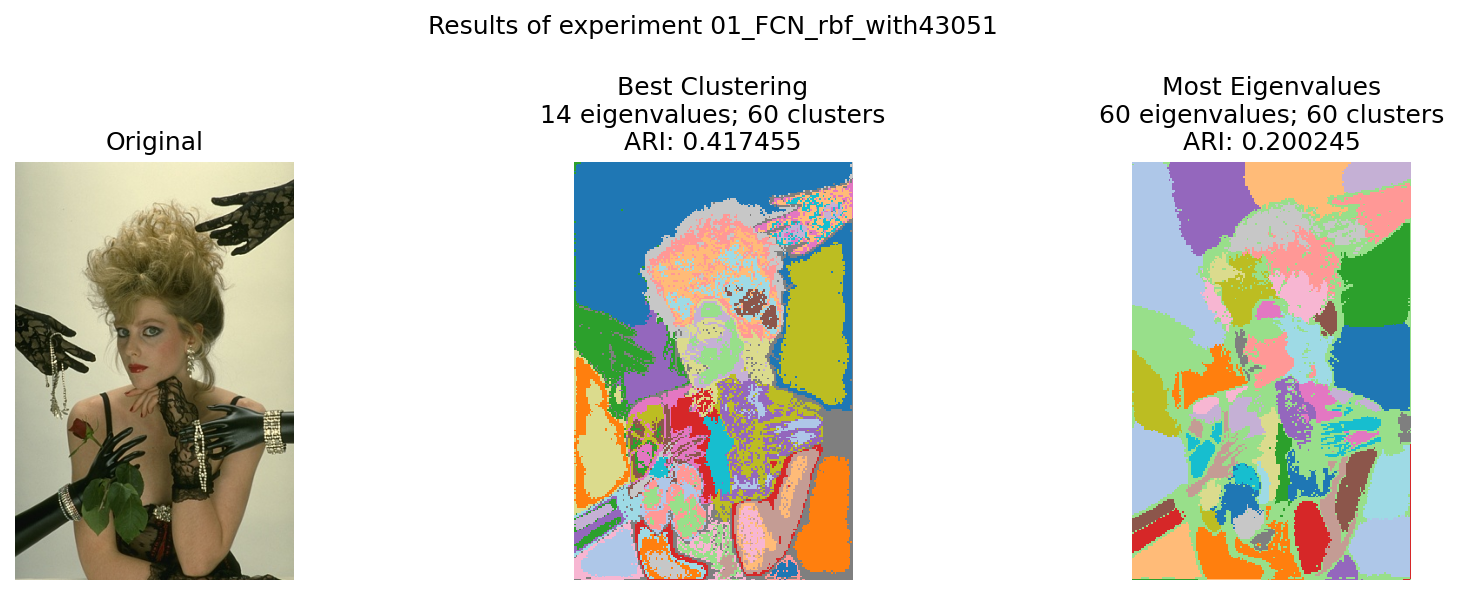 Results of experiment 01_FCN_rbf_with43051
Original
Best Clustering
14 eigenvalues; 60 clusters
ARI: 0.417455
Most Eigenvalues
60 eigenvalues; 60 clusters
ARI: 0.200245